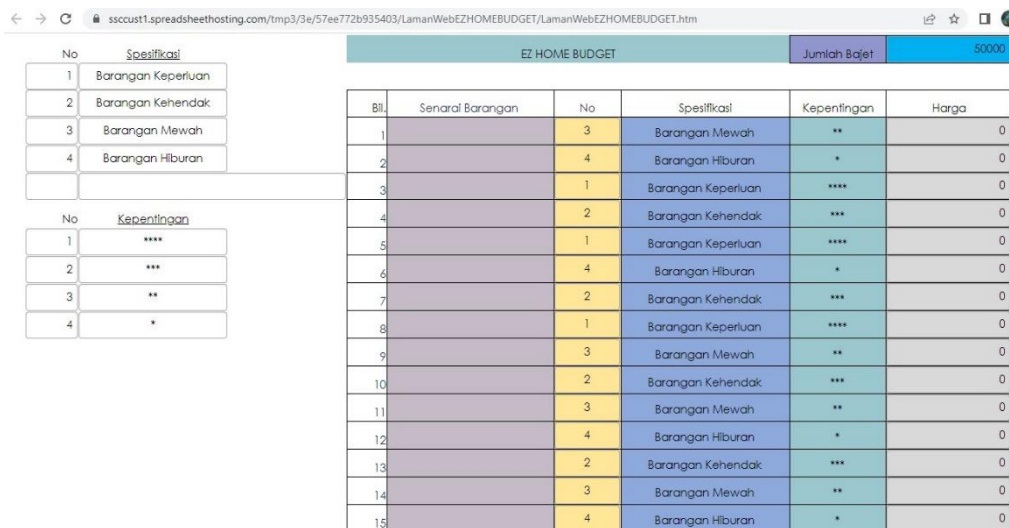 ssccust1.spreadsheethosting.com/tmp3/3e/57ee772b935403/LamanWebEZHOMEBUDGET/LamanWebEZHOMEBUDGET.htm
No Spesifikasi
1 Barangan Keperluan
2 Barangan Kehendak
3 Barangan Mewah
4 Barangan Hiburan
No Kepentingan
1 ****
2 ***
3 **
4 *
EZ HOME BUDGET Jumlah Bajet 50000
Bil. Senarai Barangan No Spesifikasi Kepentingan Harga
1 3 Barangan Mewah ** 0
2 4 Barangan Hiburan * 0
3 1 Barangan Keperluan **** 0
4 2 Barangan Kehendak *** 0
5 1 Barangan Keperluan **** 0
6 4 Barangan Hiburan * 0
7 2 Barangan Kehendak *** 0
8 1 Barangan Keperluan **** 0
9 3 Barangan Mewah ** 0
10 2 Barangan Kehendak *** 0
11 3 Barangan Mewah ** 0
12 4 Barangan Hiburan * 0
13 2 Barangan Kehendak *** 0
14 3 Barangan Mewah ** 0
15 4 Barangan Hiburan * 0